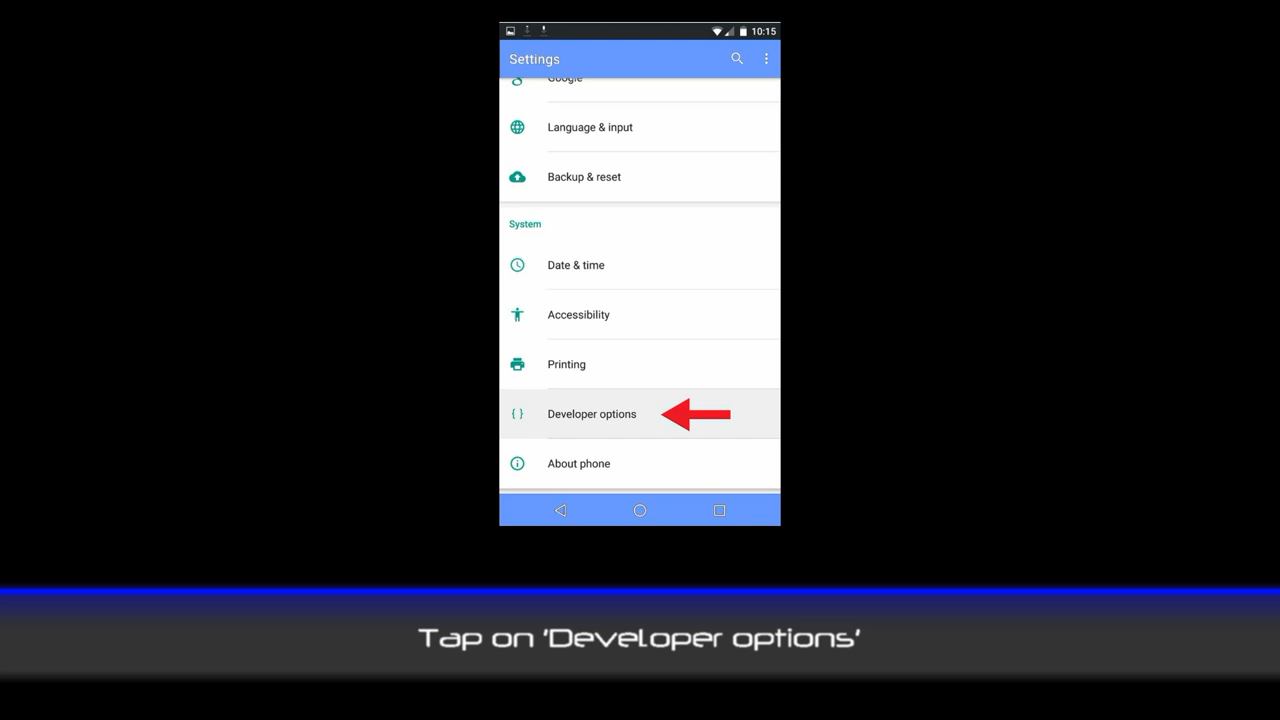 10:15
Settings
Google
Language & input
Backup & reset
System
Date & time
Accessibility
Printing
{ } Developer options
About phone
Tap on 'Developer options'